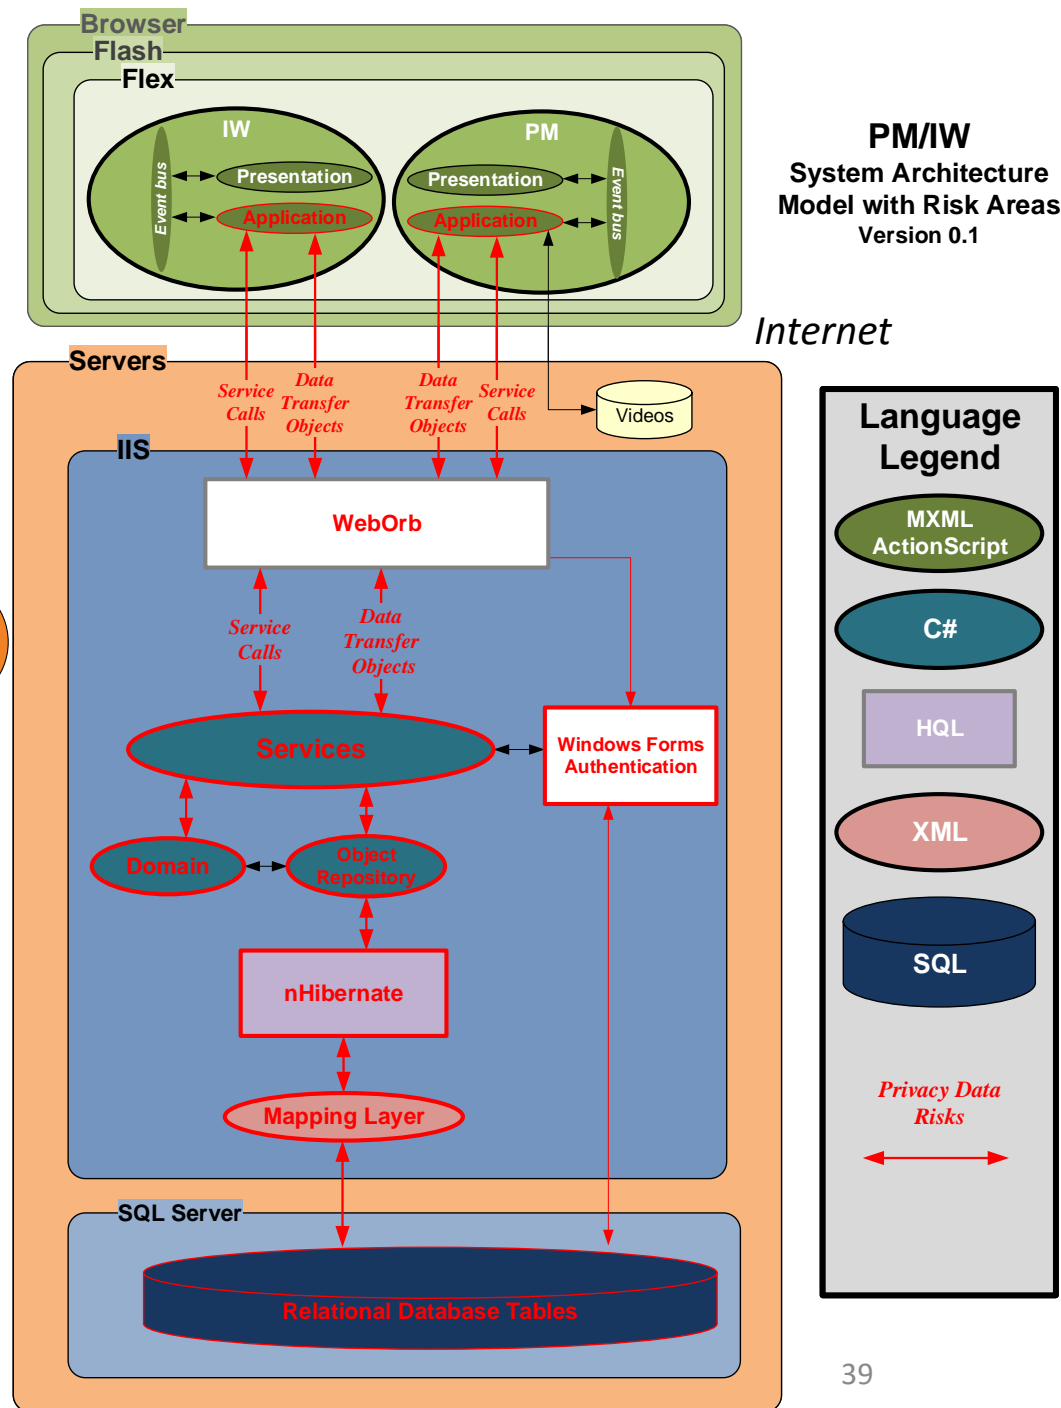 Browser
Flash
Flex
IW
Event bus
Presentation
Application
PM
Presentation
Application
Event bus
PM/IW
System Architecture
Model with Risk Areas
Version 0.1
Internet
Servers
Service
Calls
Data
Transfer
Objects
Data
Transfer
Objects
Service
Calls
Videos
IIS
WebOrb
Service
Calls
Data
Transfer
Objects
Services
Windows Forms
Authentication
Domain
Object
Repository
nHibernate
Mapping Layer
SQL Server
Relational Database Tables
Language
Legend
MXML
ActionScript
C#
HQL
XML
SQL
Privacy Data
Risks
39